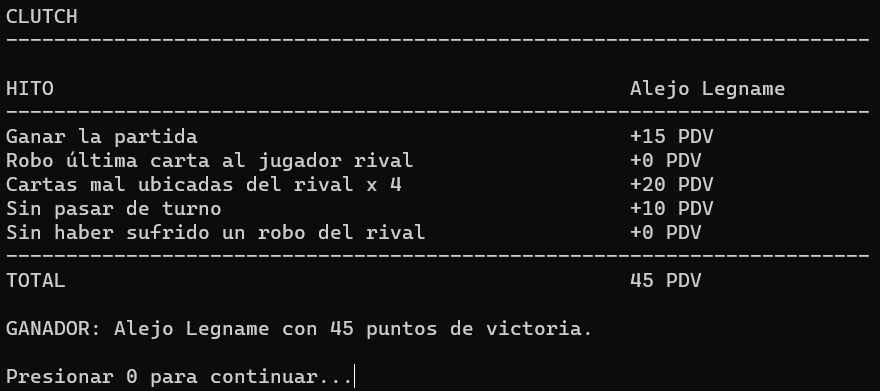 CLUTCH
------------------------------------------------------------------------
HITO Alejo Legname
------------------------------------------------------------------------
Ganar la partida +15 PDV
Robo última carta al jugador rival +0 PDV
Cartas mal ubicadas del rival x 4 +20 PDV
Sin pasar de turno +10 PDV
Sin haber sufrido un robo del rival +0 PDV
------------------------------------------------------------------------
TOTAL 45 PDV
GANADOR: Alejo Legname con 45 puntos de victoria.
Presionar 0 para continuar...